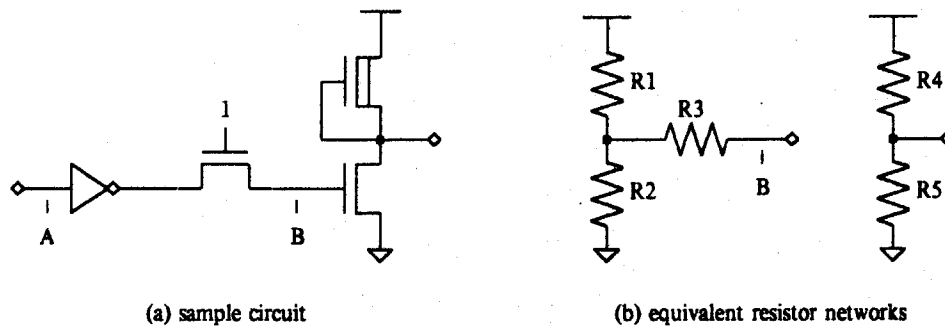 1
A
B
R1
R2
R3
B
R4
R5
(a) sample circuit
(b) equivalent resistor networks